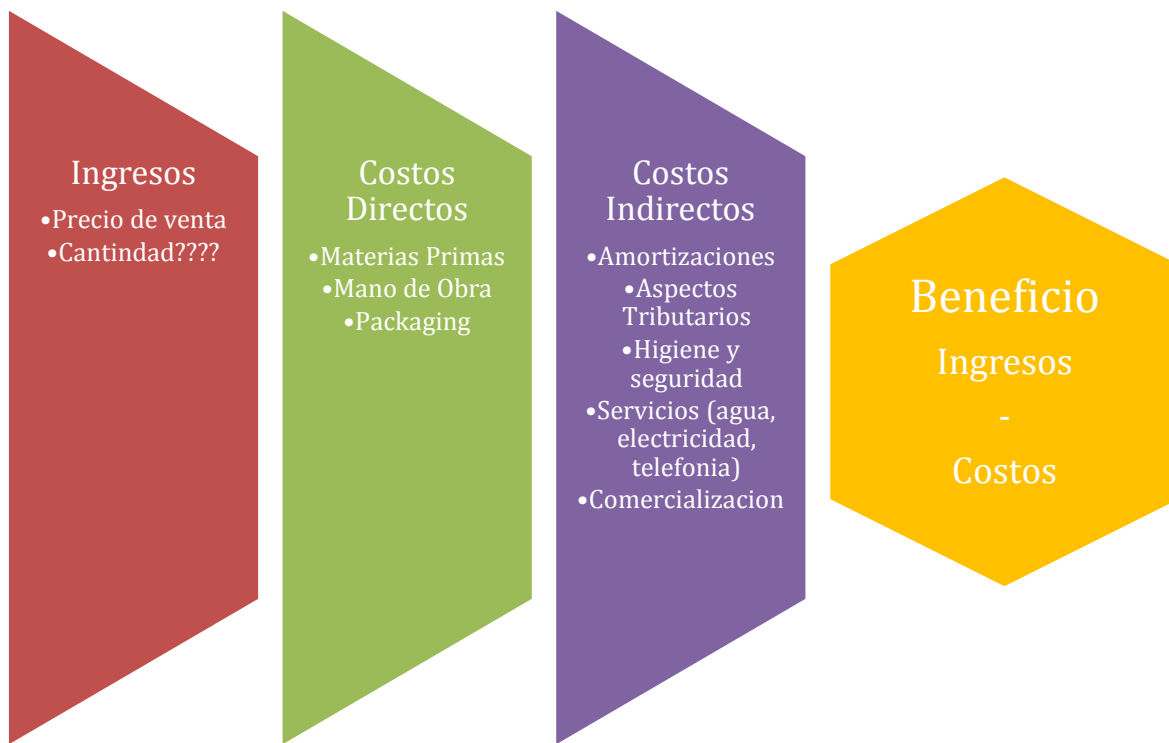 Ingresos
•Precio de venta
•Cantindad????
Costos
Directos
•Materias Primas
•Mano de Obra
•Packaging
Costos
Indirectos
•Amortizaciones
•Aspectos
Tributarios
•Higiene y
seguridad
•Servicios (agua,
electricidad,
telefonia)
•Comercializacion
Beneficio
Ingresos
-
Costos